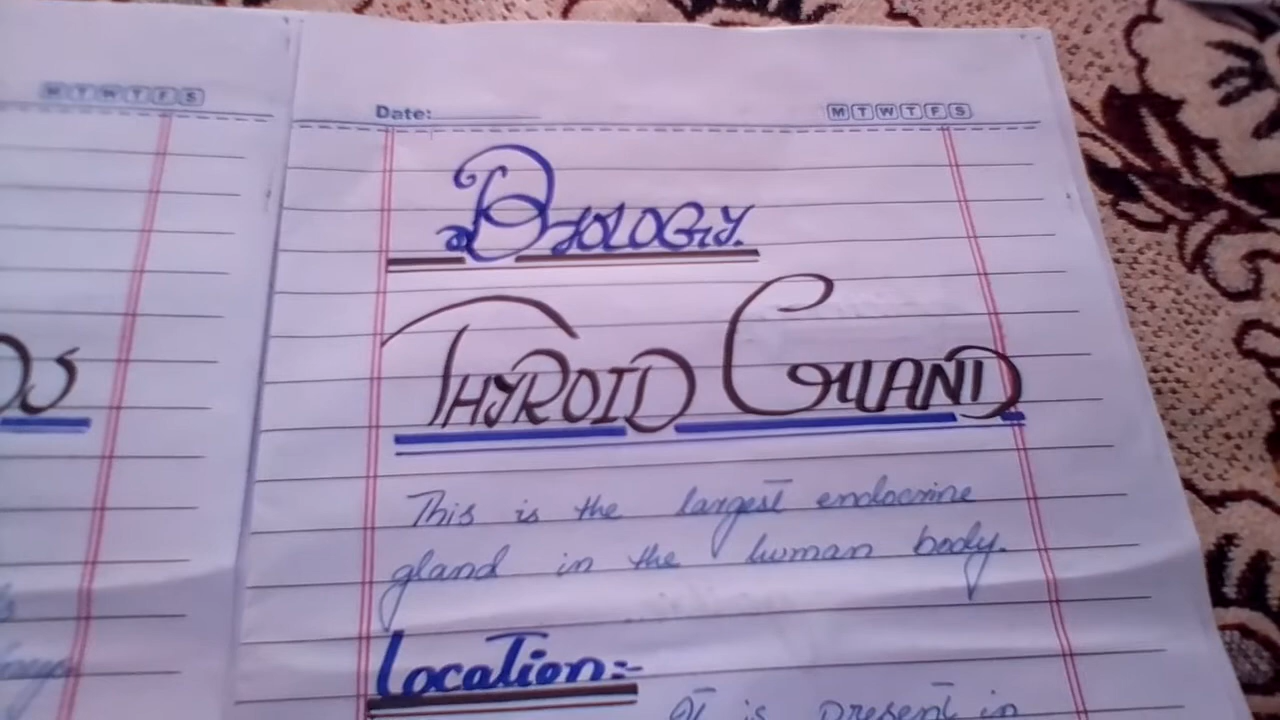 M T W T F S
Date:
M T W T F S
BIOLOGY.
THYROID GLAND
This is the largest endocrine
gland in the human body.
Location:-
It is present in